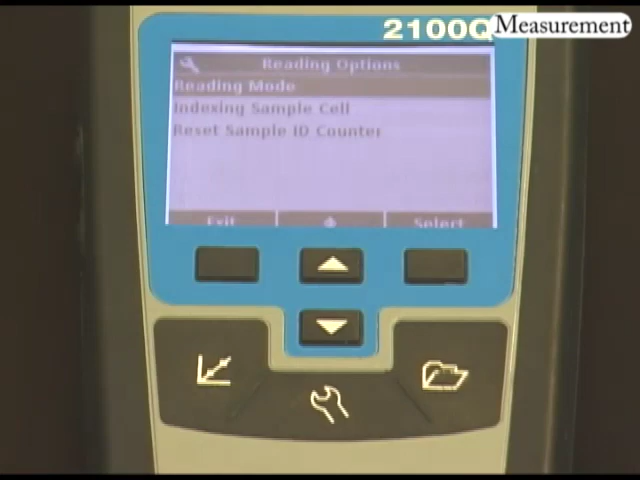 2100Q
Measurement
Reading Options
Reading Mode
Indexing Sample Cell
Reset Sample ID Counter
Exit
Select